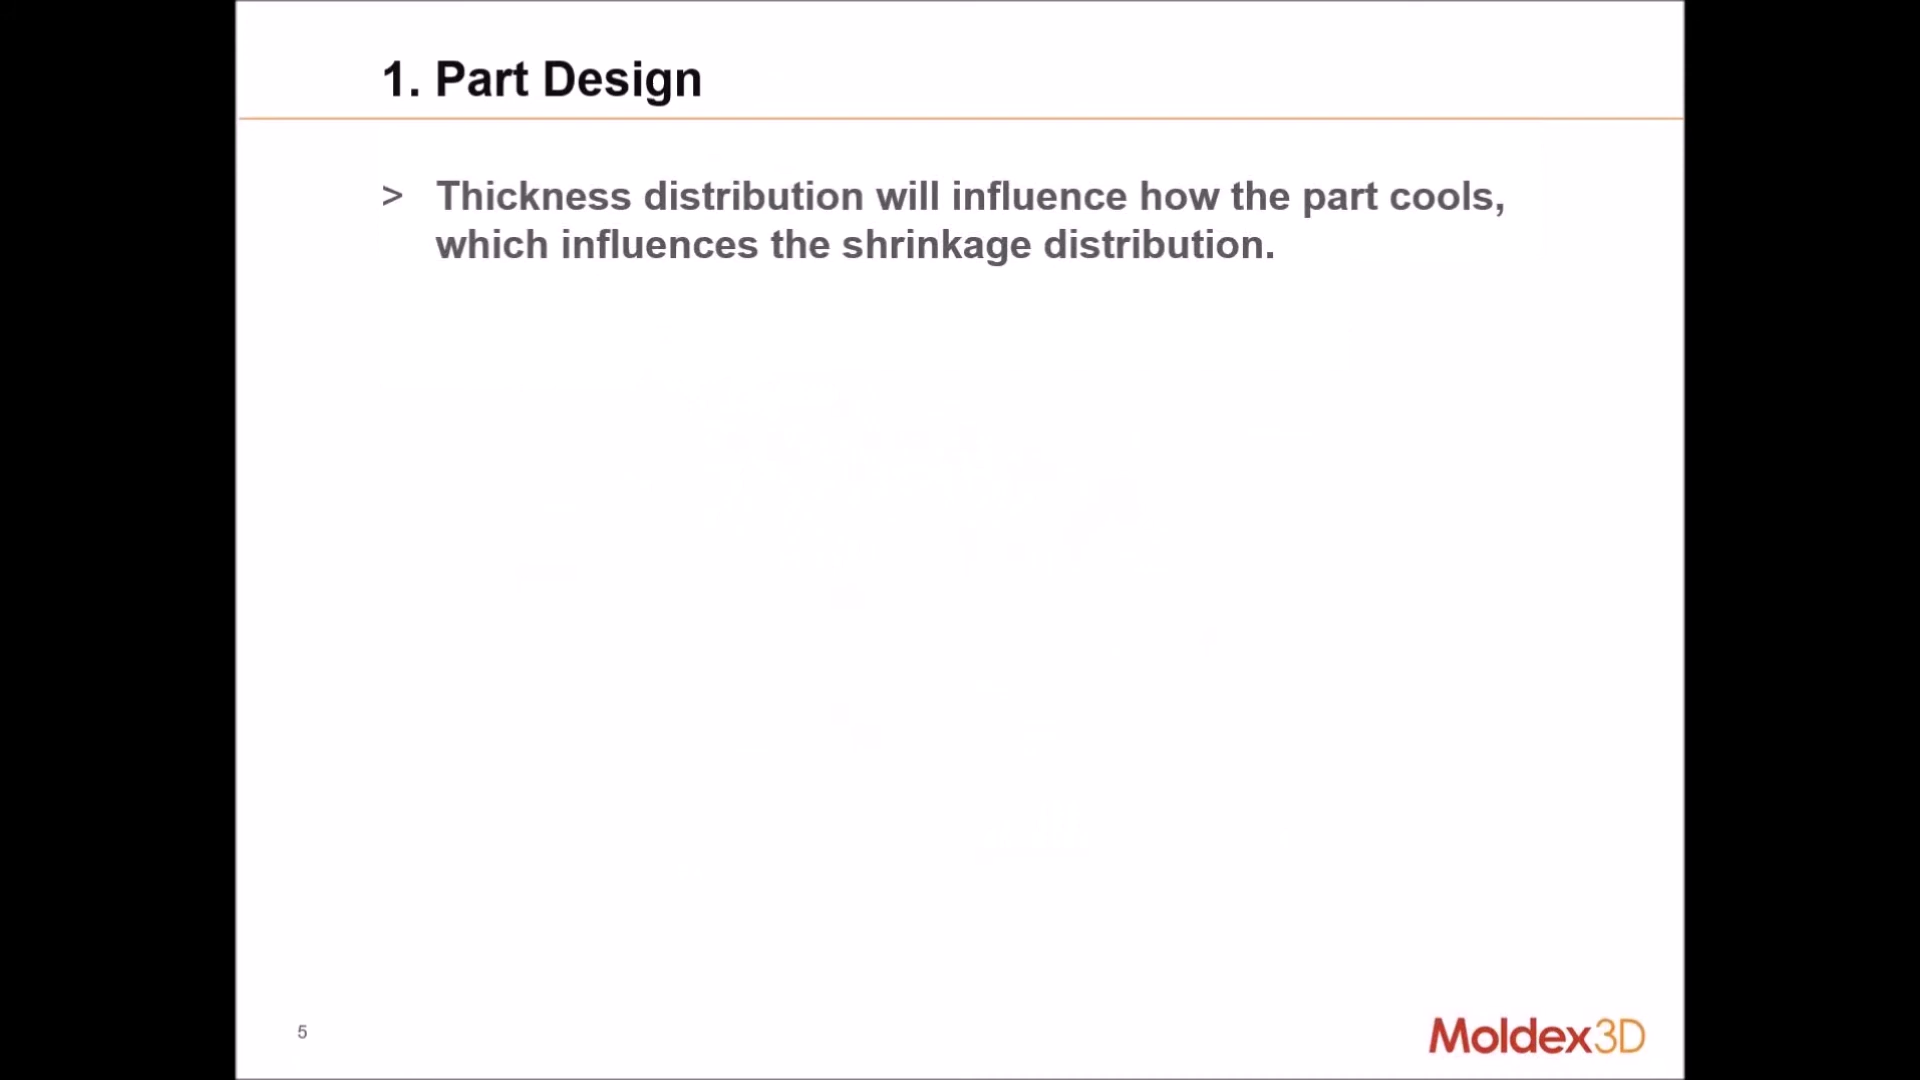 1. Part Design
> Thickness distribution will influence how the part cools,
which influences the shrinkage distribution.
5
Moldex3D